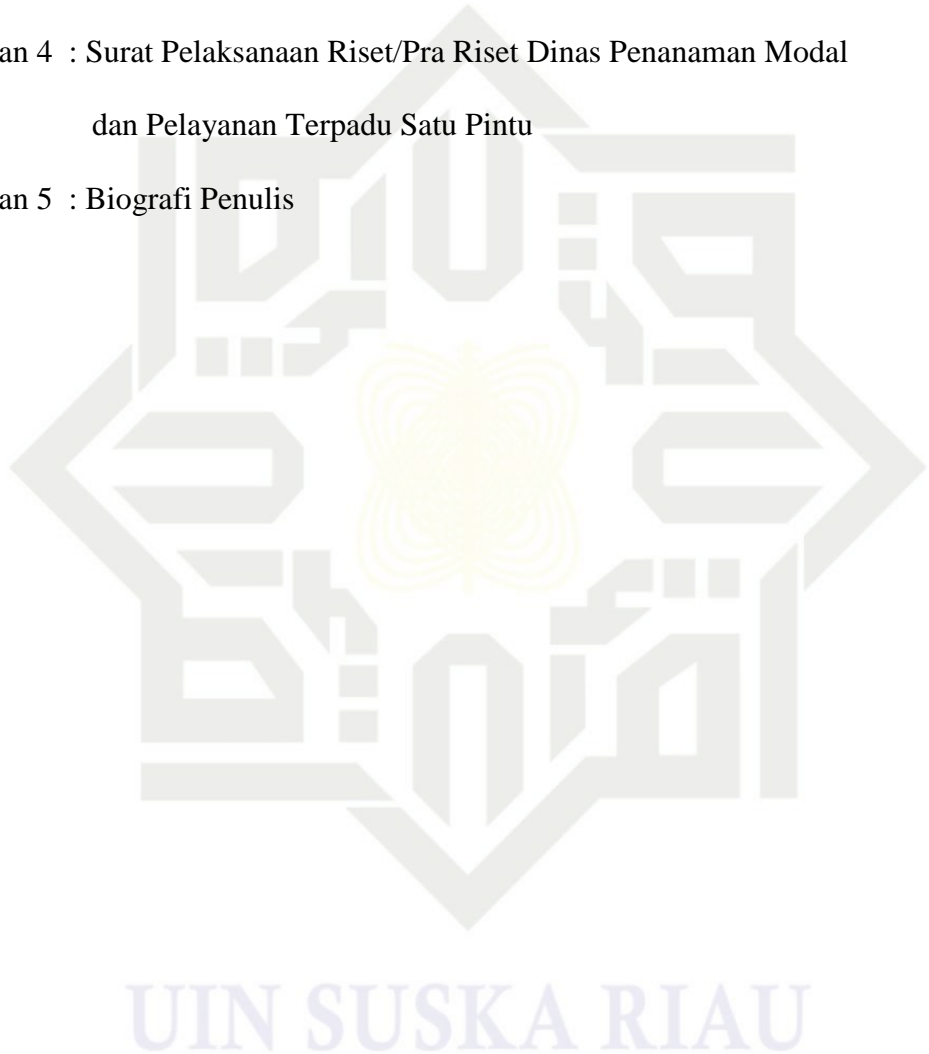 an 4 : Surat Pelaksanaan Riset/Pra Riset Dinas Penanaman Modal
dan Pelayanan Terpadu Satu Pintu
an 5 : Biografi Penulis
UIN SUSKA RIAU